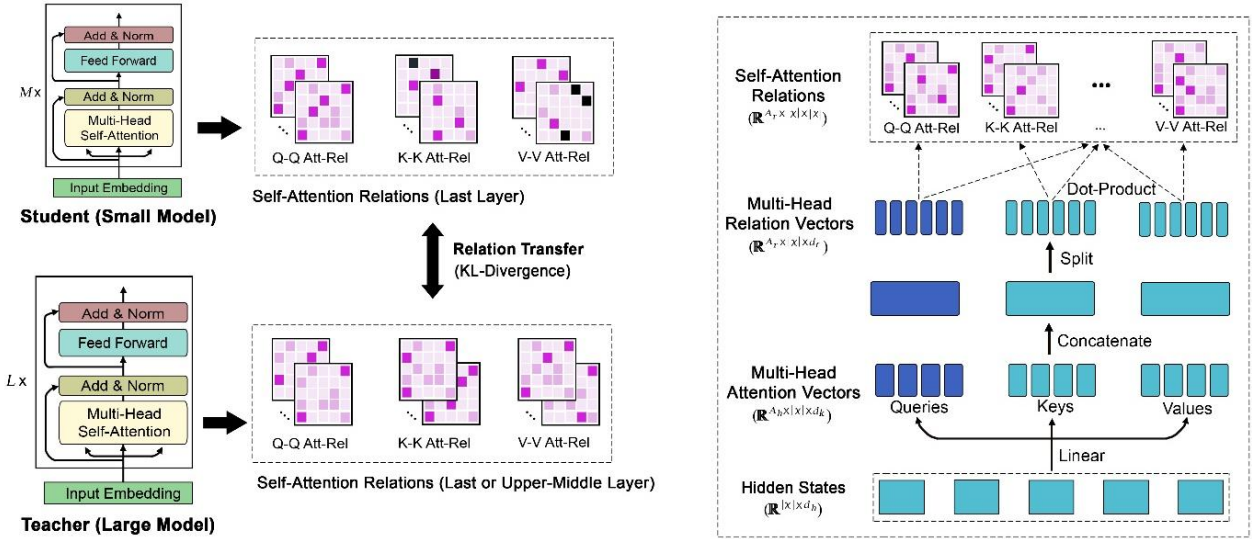 Add & Norm
Feed Forward
M x
Add & Norm
Multi-Head
Self-Attention
Input Embedding
Student (Small Model)
Q-Q Att-Rel
K-K Att-Rel
V-V Att-Rel
Self-Attention Relations (Last Layer)
Relation Transfer
(KL-Divergence)
Add & Norm
Feed Forward
L x
Add & Norm
Multi-Head
Self-Attention
Input Embedding
Teacher (Large Model)
Q-Q Att-Rel
K-K Att-Rel
V-V Att-Rel
Self-Attention Relations (Last or Upper-Middle Layer)
Self-Attention
Relations
(ℝ^{A_r x x|x|x})
Q-Q Att-Rel
K-K Att-Rel
...
...
V-V Att-Rel
Dot-Product
Multi-Head
Relation Vectors
(ℝ^{A_r x x|x d_r})
Split
Concatenate
Multi-Head
Attention Vectors
(ℝ^{A_h x|x|x d_k})
Queries
Keys
Values
Linear
Hidden States
(ℝ^{|x|x d_h})